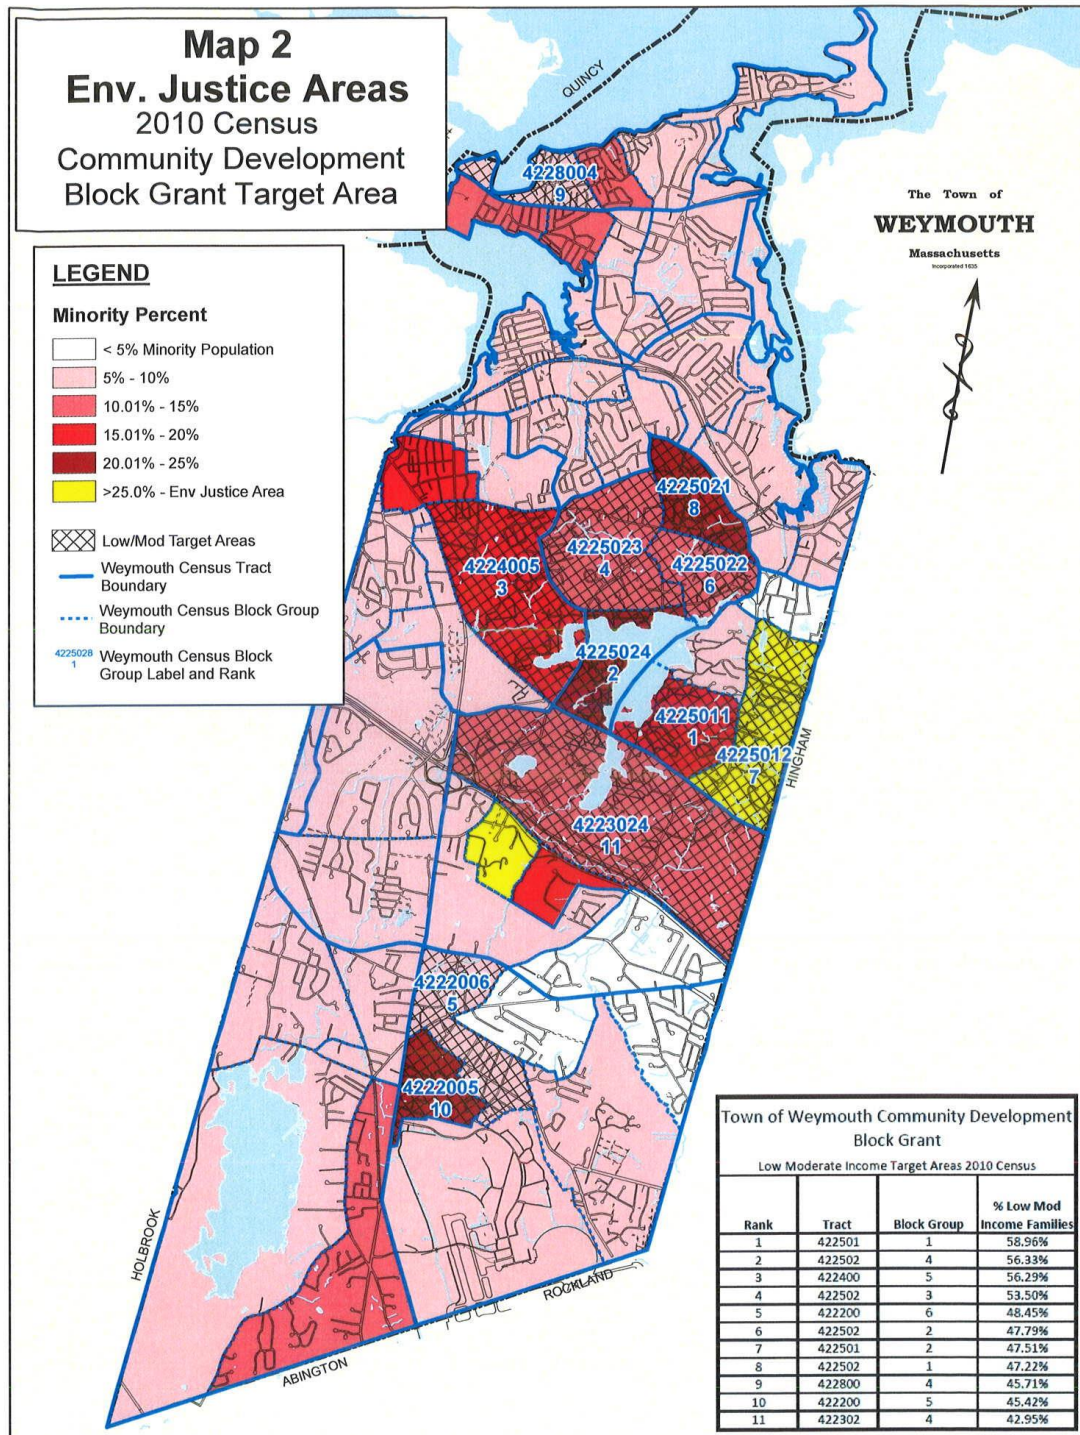 Map 2
Env. Justice Areas
2010 Census
Community Development
Block Grant Target Area
LEGEND
Minority Percent
< 5% Minority Population
5% - 10%
10.01% - 15%
15.01% - 20%
20.01% - 25%
>25.0% - Env Justice Area
Low/Mod Target Areas
Weymouth Census Tract
Boundary
Weymouth Census Block Group
Boundary
4225028
1
Weymouth Census Block
Group Label and Rank
The Town of
WEYMOUTH
Massachusetts
Incorporated 1635
QUINCY
4228004
9
4225021
8
4225023
4
4225022
6
4224005
3
4225024
2
4225011
1
4225012
7
HINGHAM
4223024
11
4222006
5
4222005
10
HOLBROOK
ROCKLAND
ABINGTON
Town of Weymouth Community Development
Block Grant
Low Moderate Income Target Areas 2010 Census
Rank Tract Block Group % Low Mod Income Families
1 422501 1 58.96%
2 422502 4 56.33%
3 422400 5 56.29%
4 422502 3 53.50%
5 422200 6 48.45%
6 422502 2 47.79%
7 422501 2 47.51%
8 422502 1 47.22%
9 422800 4 45.71%
10 422200 5 45.42%
11 422302 4 42.95%